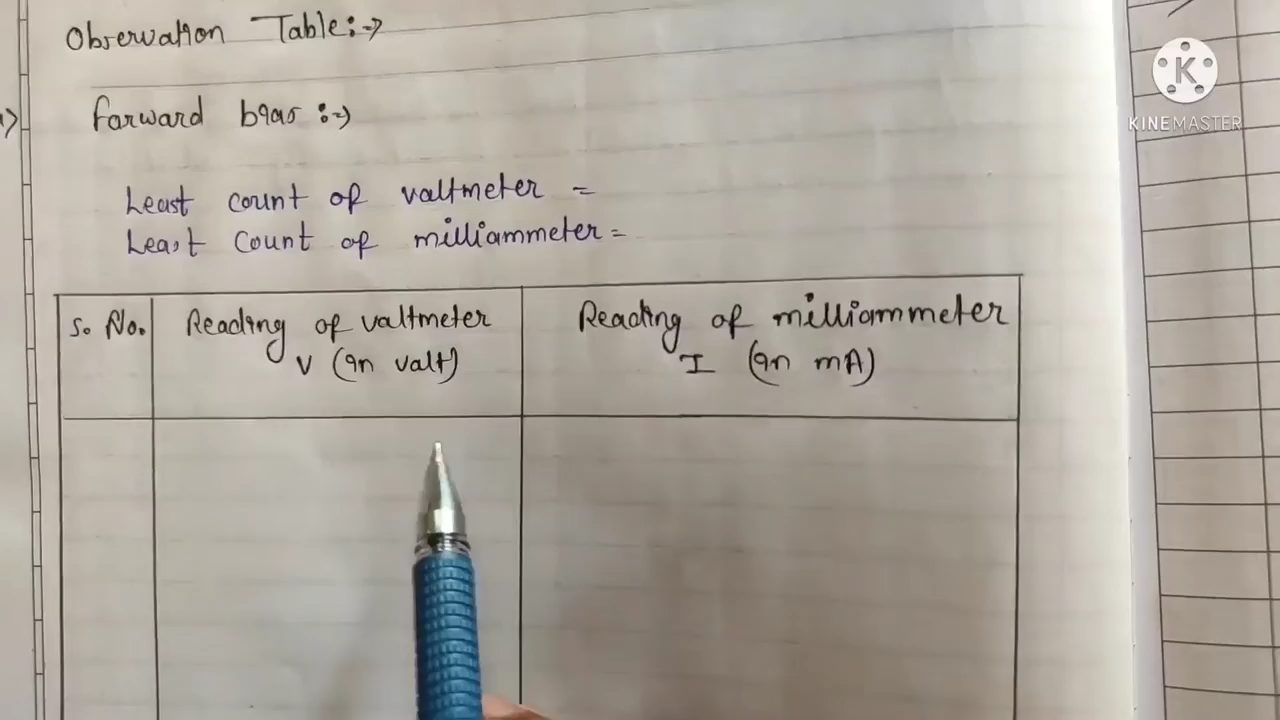 Observation Table:→
Forward bias :→
Least count of voltmeter =
Least count of milliammeter =
S. No.
Reading of voltmeter
V (in volt)
Reading of milliammeter
I (in mA)
K
KINEMASTER